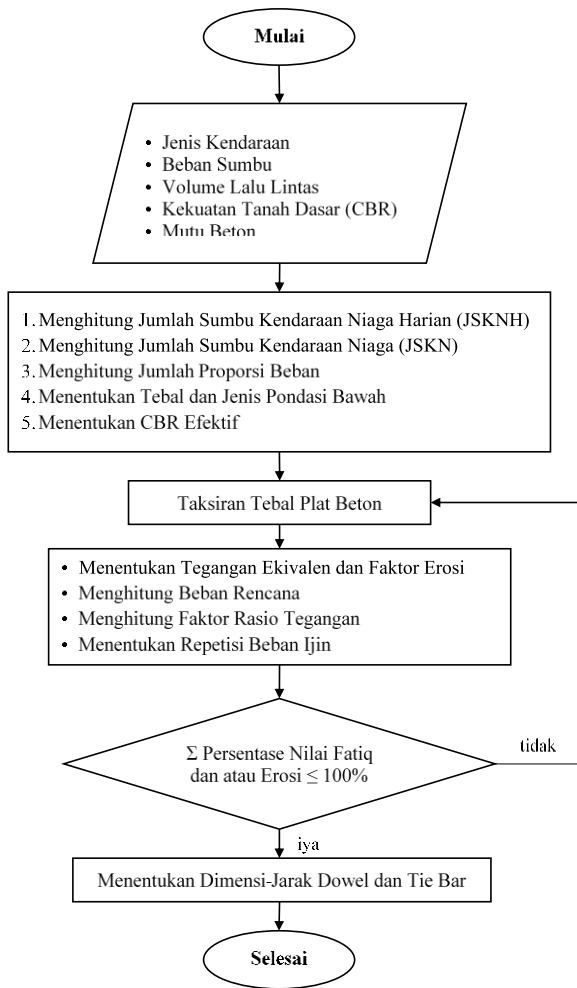 Mulai
• Jenis Kendaraan
• Beban Sumbu
• Volume Lalu Lintas
• Kekuatan Tanah Dasar (CBR)
• Mutu Beton
1. Menghitung Jumlah Sumbu Kendaraan Niaga Harian (JSKNH)
2. Menghitung Jumlah Sumbu Kendaraan Niaga (JSKN)
3. Menghitung Jumlah Proporsi Beban
4. Menentukan Tebal dan Jenis Pondasi Bawah
5. Menentukan CBR Efektif
Taksiran Tebal Plat Beton
• Menentukan Tegangan Ekivalen dan Faktor Erosi
• Menghitung Beban Rencana
• Menghitung Faktor Rasio Tegangan
• Menentukan Repetisi Beban Ijin
Σ Persentase Nilai Fatiq
dan atau Erosi ≤ 100%
tidak
iya
Menentukan Dimensi-Jarak Dowel dan Tie Bar
Selesai